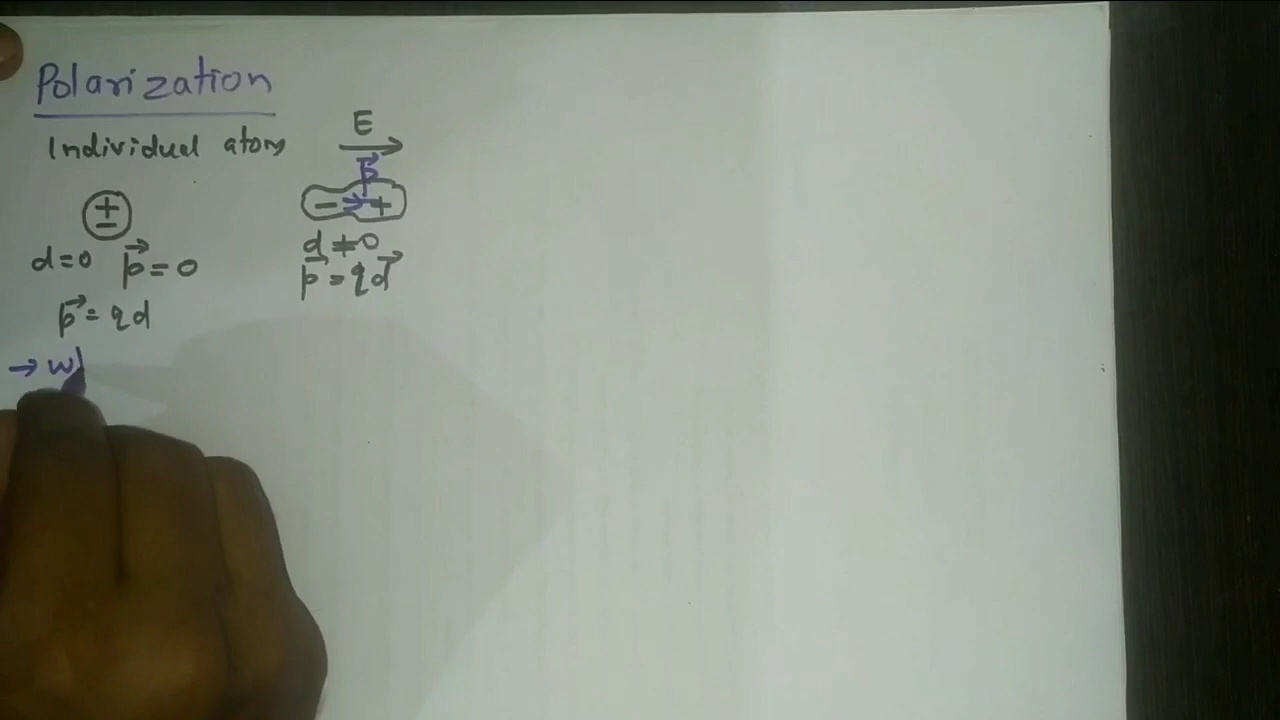 Polarization
Individual atom
E
p⃗
±
- → +
d=0 p⃗=0
d≠0
p⃗=qd⃗
p⃗=qd
→ w